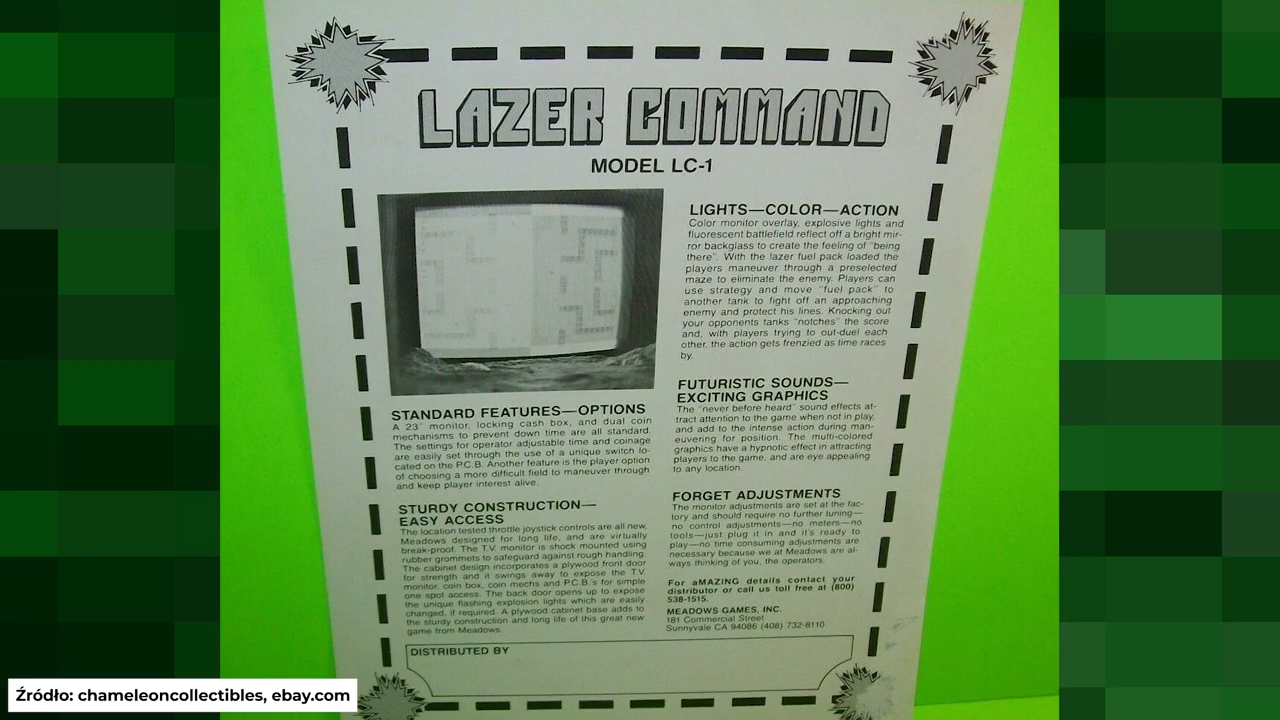 LAZER COMMAND
MODEL LC-1
LIGHTS—COLOR—ACTION
Color monitor overlay, explosive lights and
fluorescent battlefield reflect off a bright mir-
ror backglass to create the feeling of "being
there". With the lazer fuel pack loaded the
players maneuver through a preselected
maze to eliminate the enemy. Players can
use strategy and move "fuel pack" to
another tank to fight off an approaching
enemy and protect his lines. Knocking out
your opponents tanks "notches" the score
and, with players trying to out-duel each
other, the action gets frenzied as time races
by.
FUTURISTIC SOUNDS—
EXCITING GRAPHICS
The "never before heard" sound effects at-
tract attention to the game when not in play,
and add to the intense action during man-
euvering for position. The multi-colored
graphics have a hypnotic effect in attracting
players to the game, and are eye appealing
to any location.
FORGET ADJUSTMENTS
The monitor adjustments are set at the fac-
tory and should require no further tuning—
no control adjustments—no meters—no
tools—just plug it in and it's ready to
play—no time consuming adjustments are
necessary because we at Meadows are al-
ways thinking of you, the operators.
For aMAZING details contact your
distributor or call us toll free at (800)
538-1515.
MEADOWS GAMES, INC.
181 Commercial Street
Sunnyvale CA 94086 (408) 732-8110
STANDARD FEATURES—OPTIONS
A 23" monitor, locking cash box, and dual coin
mechanisms to prevent down time are all standard.
The settings for operator adjustable time and coinage
are easily set through the use of a unique switch lo-
cated on the P.C.B. Another feature is the player option
of choosing a more difficult field to maneuver through
and keep player interest alive.
STURDY CONSTRUCTION—
EASY ACCESS
The location tested throttle joystick controls are all new,
Meadows designed for long life, and are virtually
break-proof. The T.V. monitor is shock mounted using
rubber grommets to safeguard against rough handling.
The cabinet design incorporates a plywood front door
for strength and it swings away to expose the T.V.
monitor, coin box, coin mechs and P.C.B.'s for simple
one spot access. The back door opens up to expose
the unique flashing explosion lights which are easily
changed, if required. A plywood cabinet base adds to
the sturdy construction and long life of this great new
game from Meadows.
DISTRIBUTED BY
Źródło: chameleoncollectibles, ebay.com